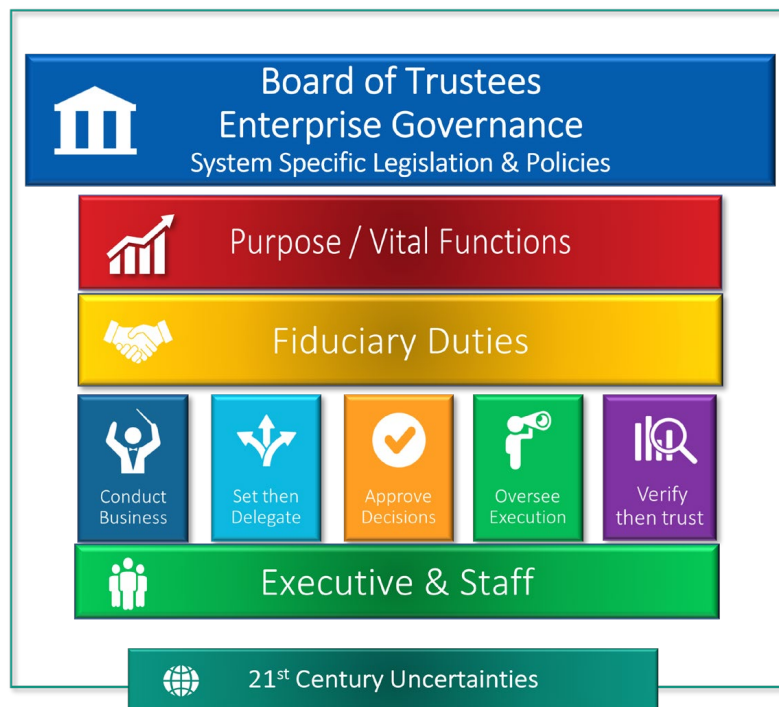 Board of Trustees
Enterprise Governance
System Specific Legislation & Policies
Purpose / Vital Functions
Fiduciary Duties
Conduct
Business
Set then
Delegate
Approve
Decisions
Oversee
Execution
Verify
then trust
Executive & Staff
21st Century Uncertainties